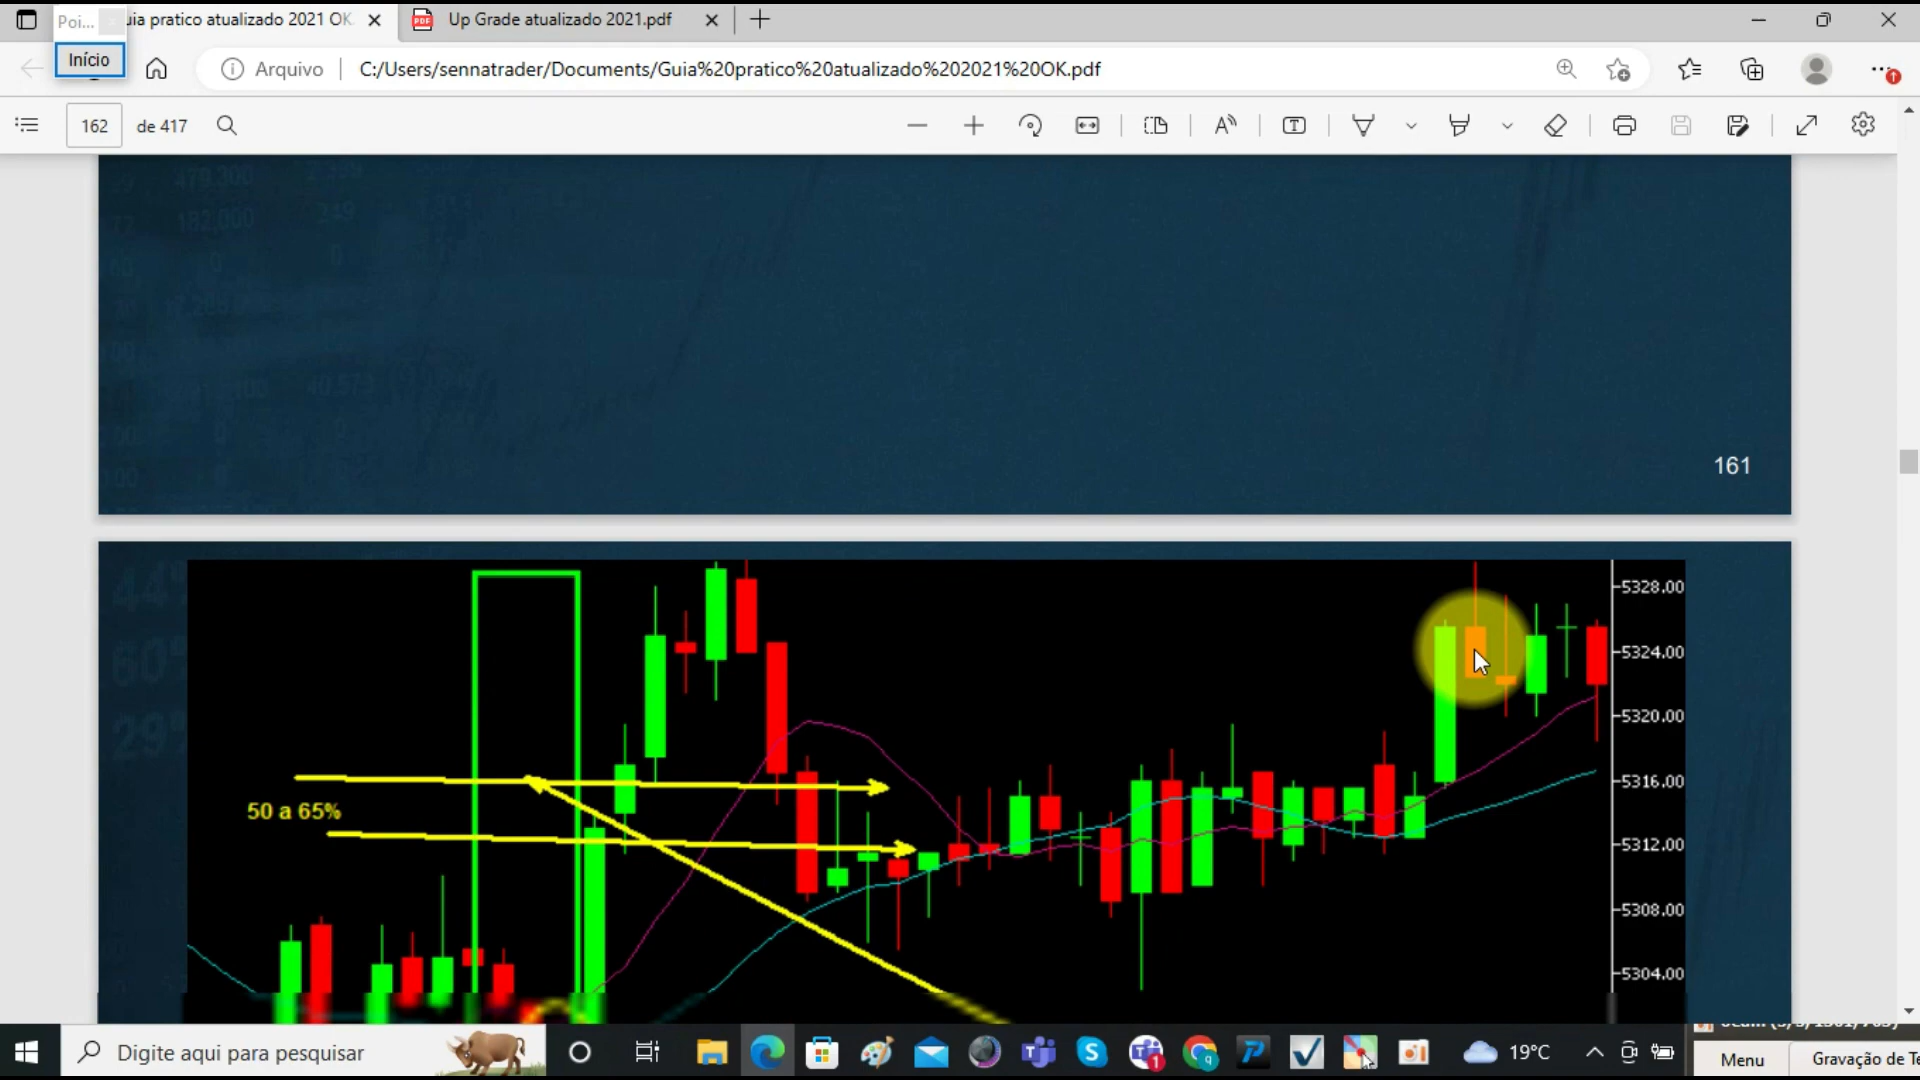 Poi...
uia pratico atualizado 2021 OK
Up Grade atualizado 2021.pdf
Início
Arquivo
C:/Users/sennatrader/Documents/Guia%20pratico%20atualizado%202021%20OK.pdf
162
de 417
161
5328.00
5324.00
5320.00
5316.00
50 a 65%
5312.00
5308.00
5304.00
Digite aqui para pesquisar
19°C
Menu
Gravação de Te